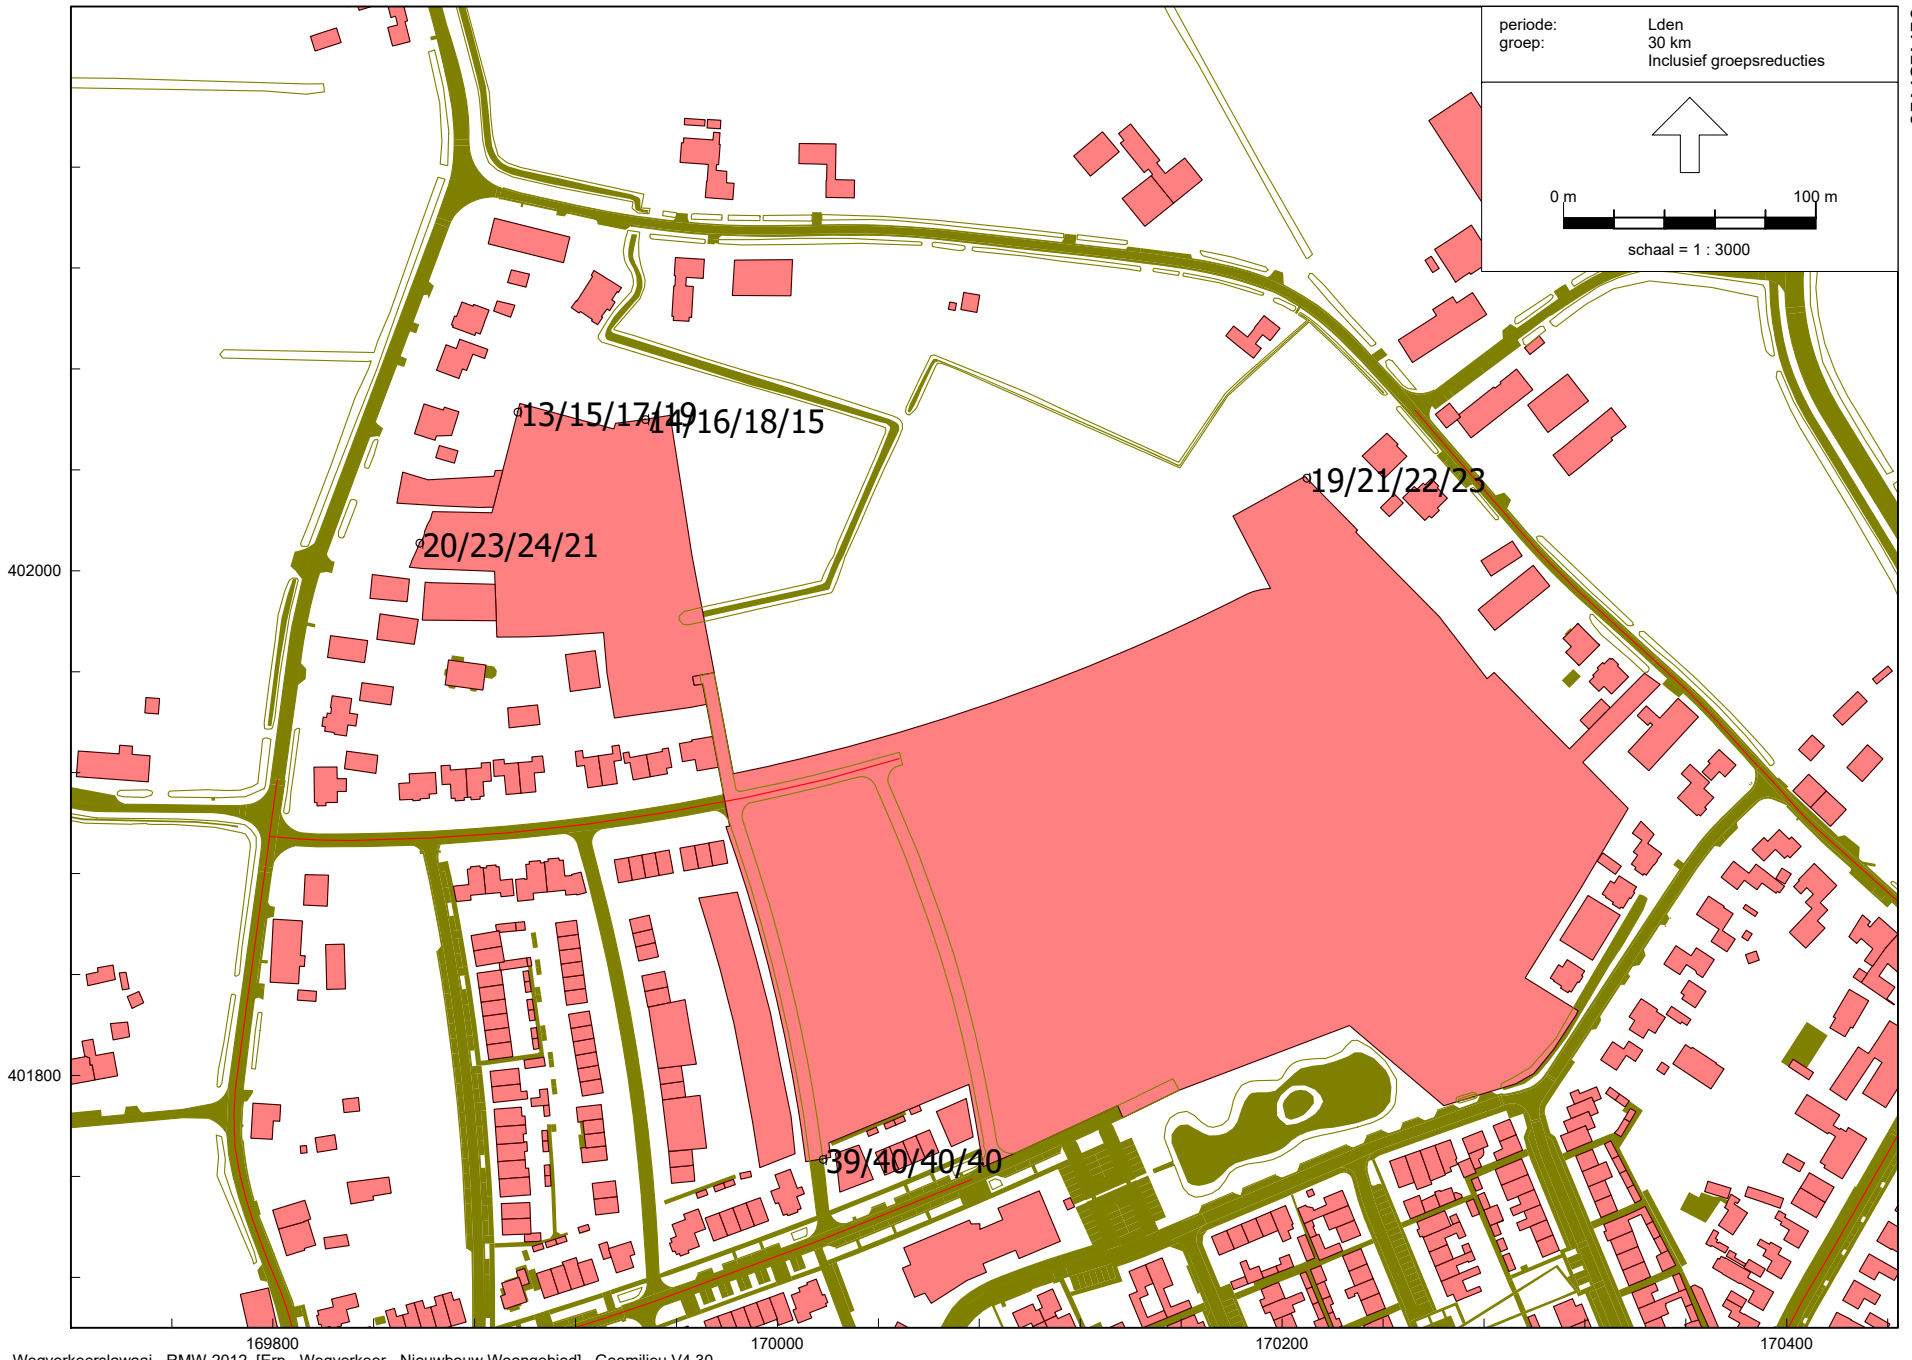 periode: Lden
groep: 30 km
Inclusief groepsreducties
0 m 100 m
schaal = 1 : 3000
13/15/17/19
14/16/18/15
19/21/22/23
20/23/24/21
402000
401800
39/40/40/40
169800 170000 170200 170400